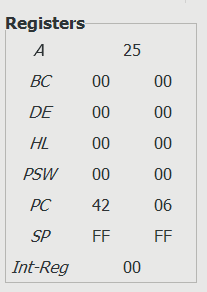 Registers
A 25
BC 00 00
DE 00 00
HL 00 00
PSW 00 00
PC 42 06
SP FF FF
Int-Reg 00